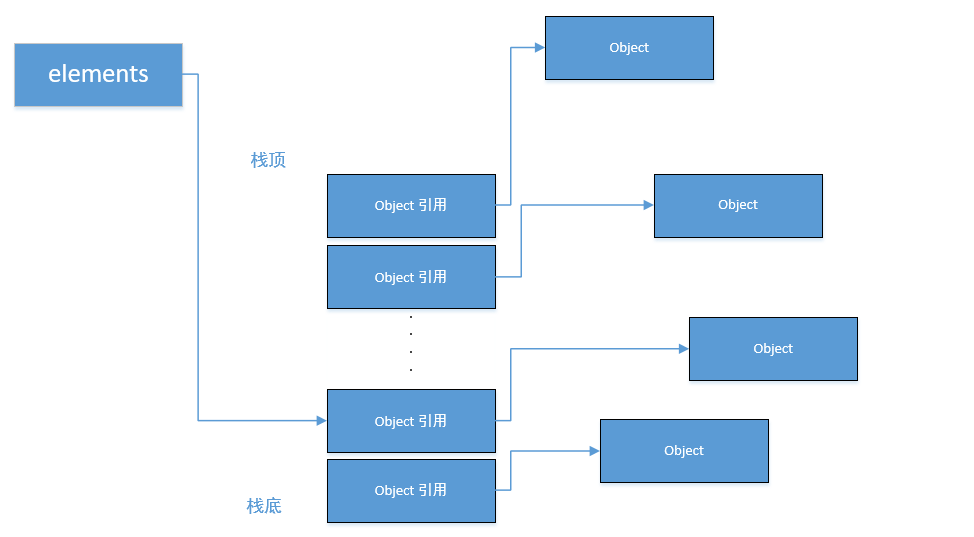 elements
Object
栈顶
Object 引用
Object
Object 引用
Object
Object 引用
Object
Object 引用
栈底